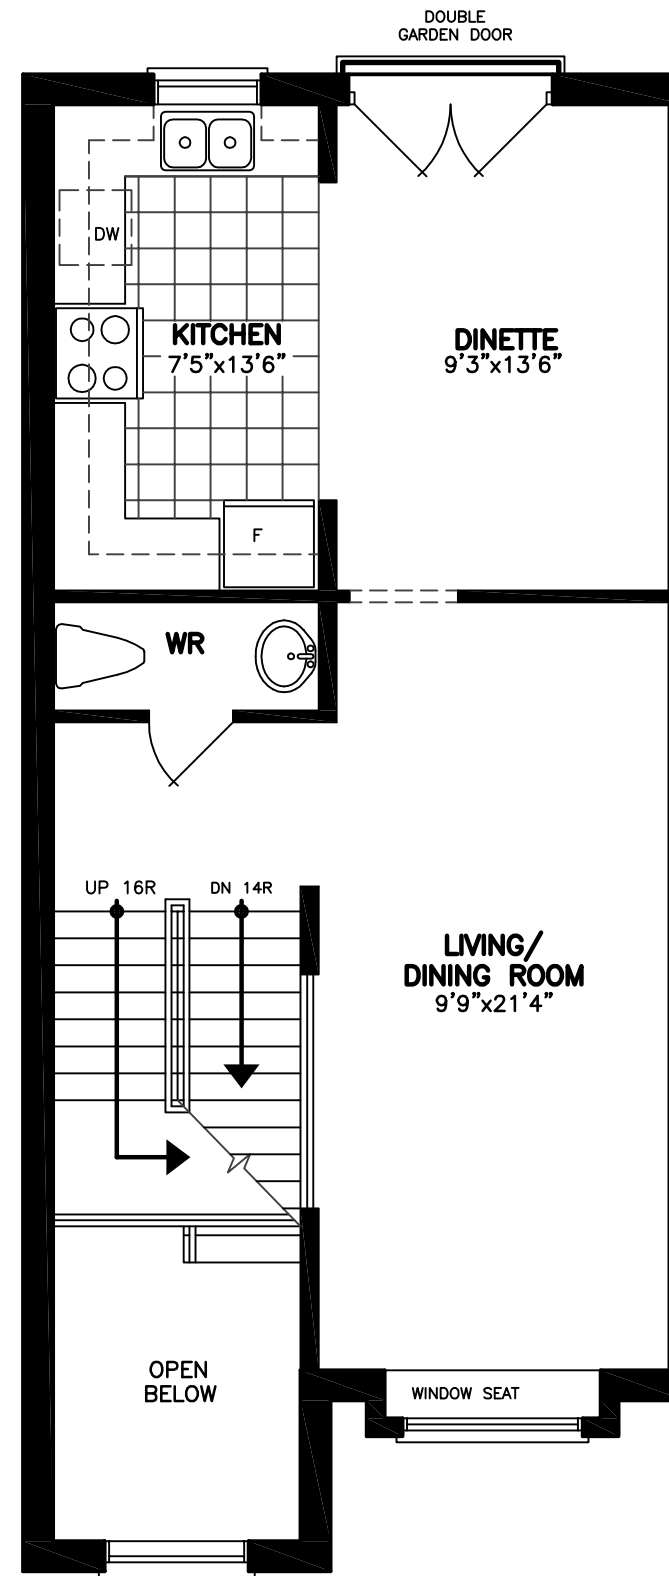 DOUBLE
GARDEN DOOR
DW
KITCHEN
7'5"x13'6"
DINETTE
9'3"x13'6"
F
WR
UP 16R
DN 14R
LIVING/
DINING ROOM
9'9"x21'4"
OPEN
BELOW
WINDOW SEAT